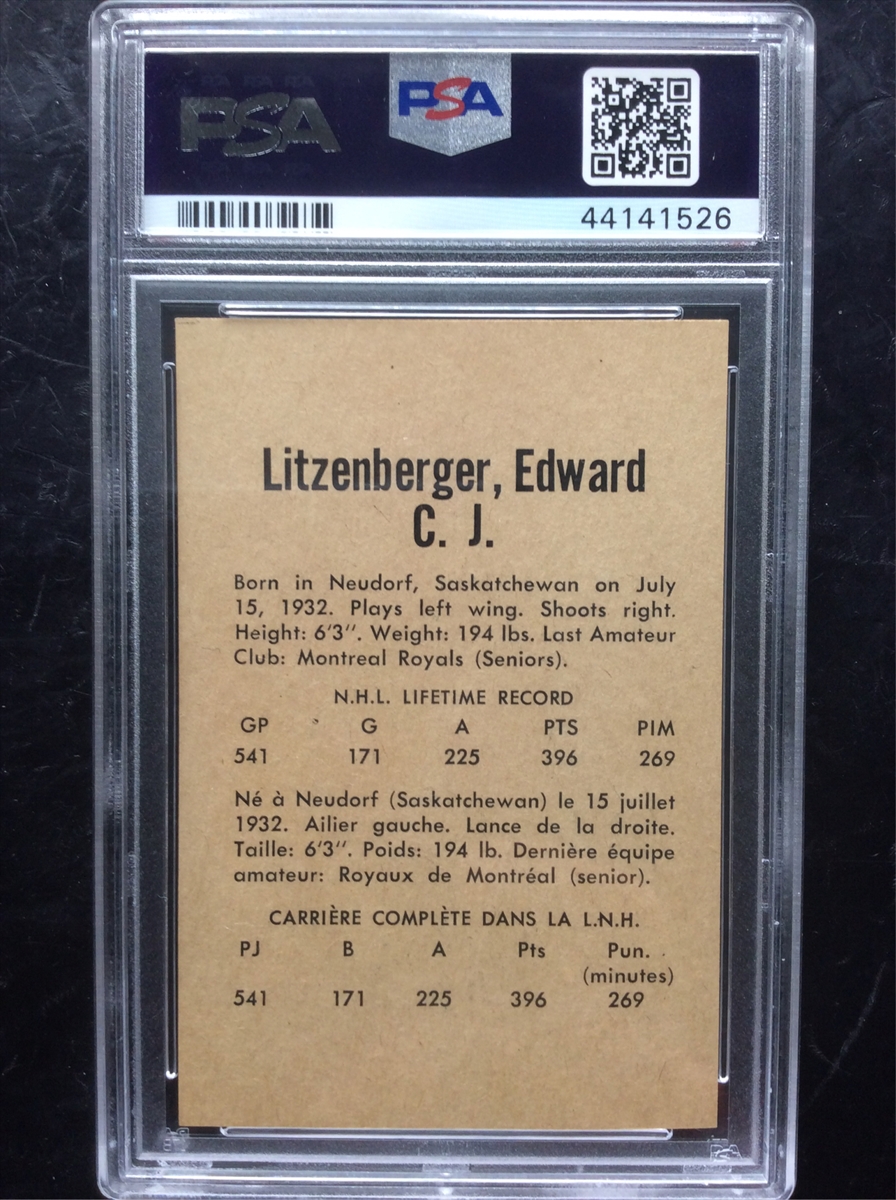 PSA PSA PSA
PSA
PSA
44141526
Litzenberger, Edward
C. J.
Born in Neudorf, Saskatchewan on July
15, 1932. Plays left wing. Shoots right.
Height: 6'3". Weight: 194 lbs. Last Amateur
Club: Montreal Royals (Seniors).
N.H.L. LIFETIME RECORD
GP G A PTS PIM
541 171 225 396 269
Né à Neudorf (Saskatchewan) le 15 juillet
1932. Ailier gauche. Lance de la droite.
Taille: 6'3". Poids: 194 lb. Dernière équipe
amateur: Royaux de Montréal (senior).
CARRIÈRE COMPLÈTE DANS LA L.N.H.
PJ B A Pts Pun.
(minutes)
541 171 225 396 269
PSA